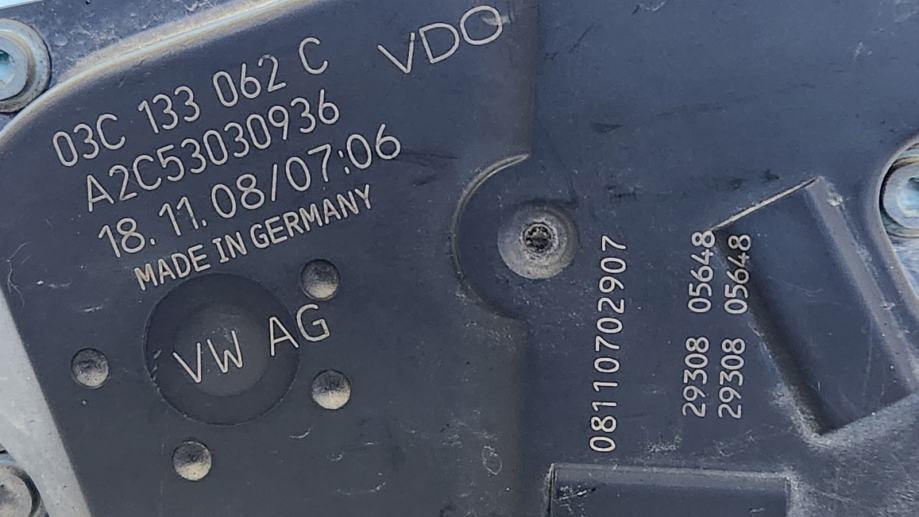 03C 133 062 C VDO
A2C53030936
18.11.08/07:06
MADE IN GERMANY
VW AG
08110702907
29308 05648
29308 05648